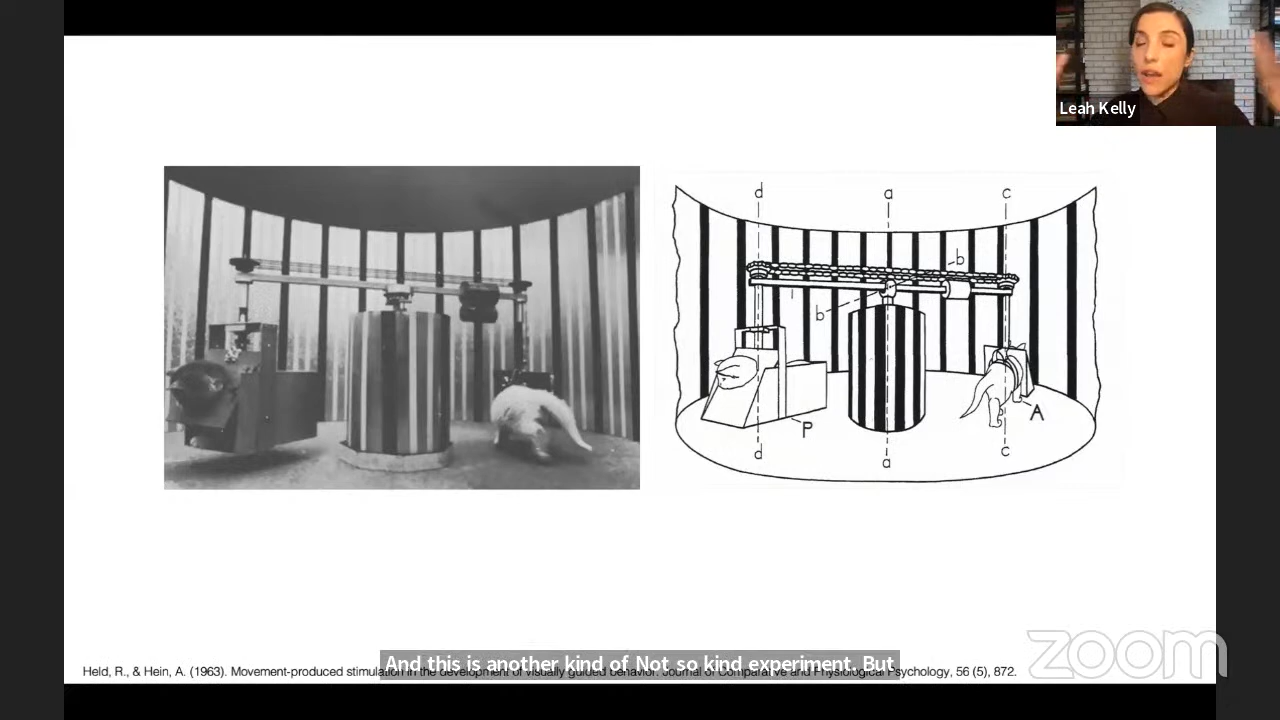 Leah Kelly
d a c
b
b
P
A
d a c
And this is another kind of Not so kind experiment. But
Held, R., & Hein, A. (1963). Movement-produced stimulation in the development of visually guided behavior. Journal of Comparative and Physiological Psychology, 56 (5), 872.
zoom